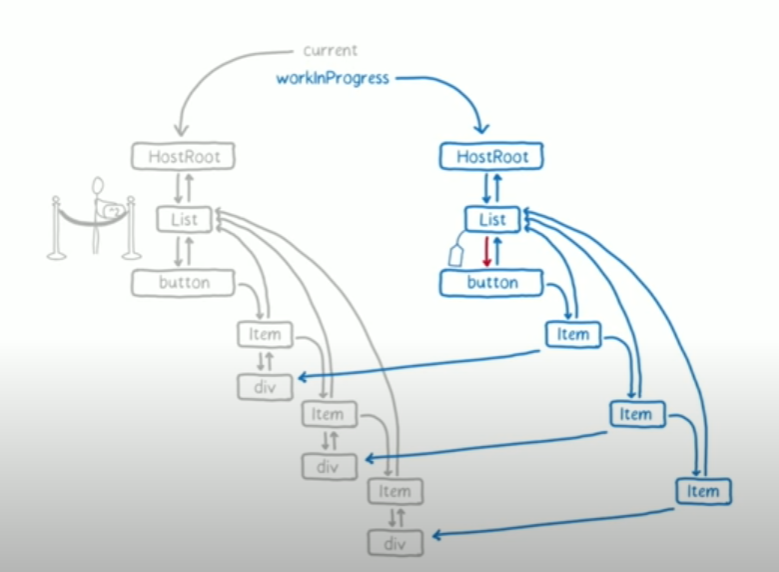 current
workInProgress
HostRoot
HostRoot
List
List
button
button
Item
Item
div
Item
Item
div
Item
Item
div